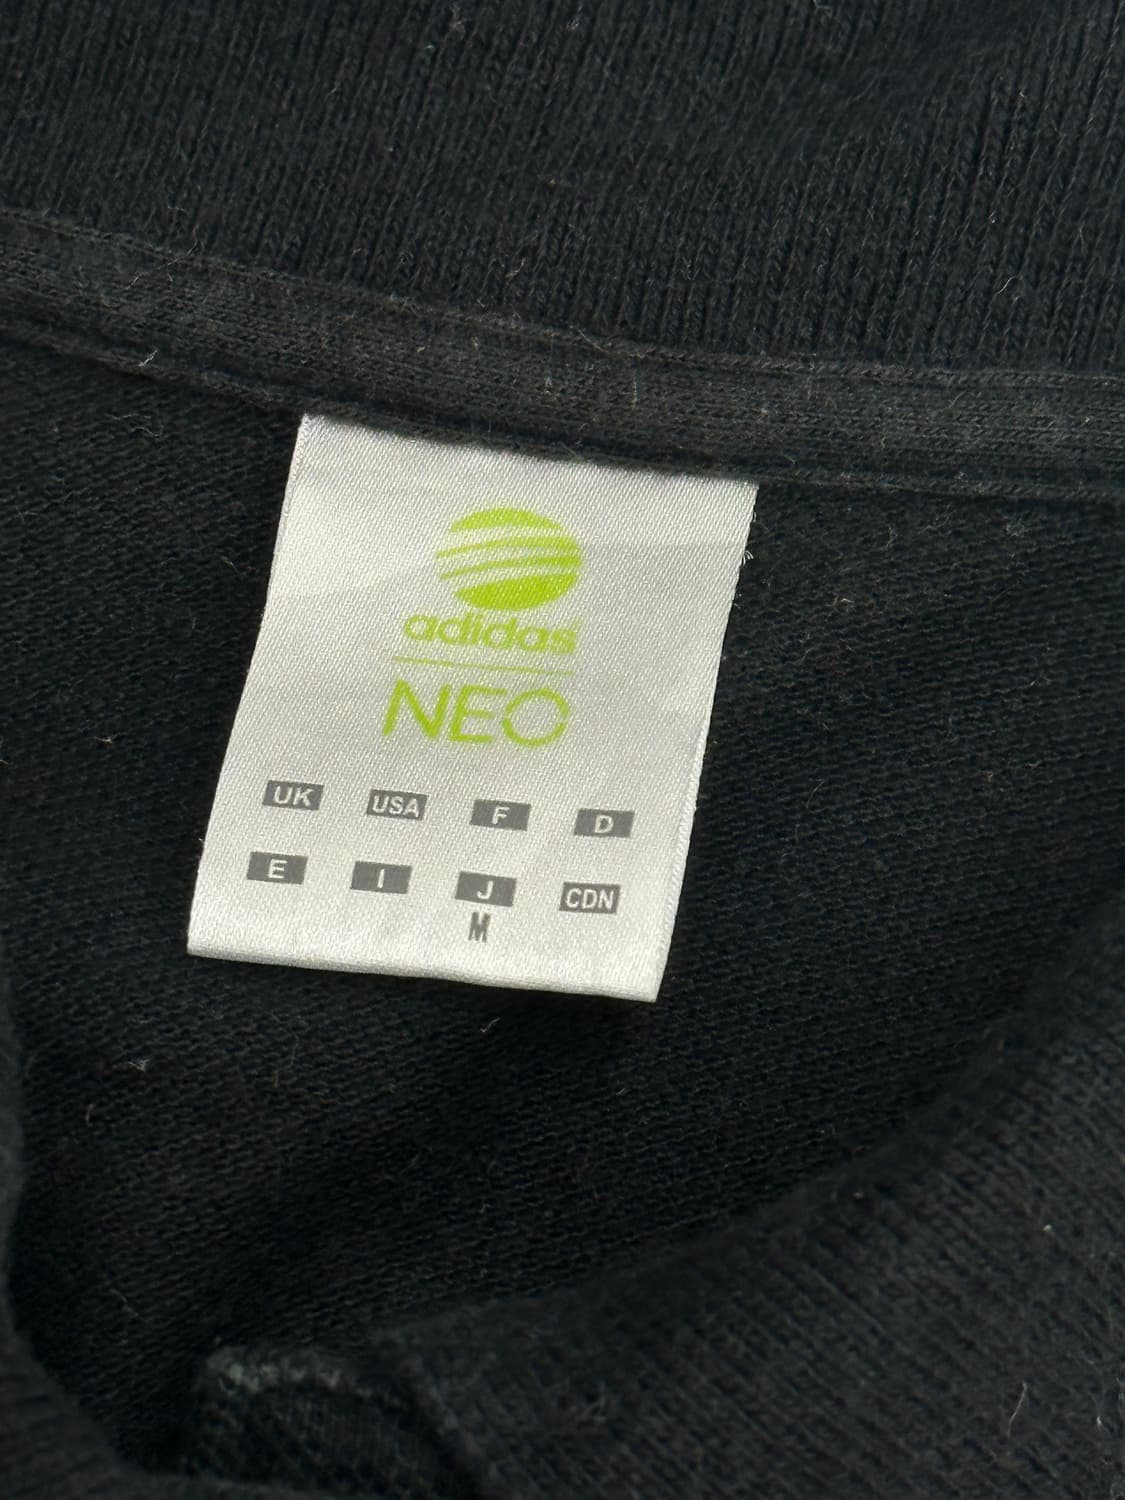 adidas
NEO
UK USA F D
E I J CDN
M